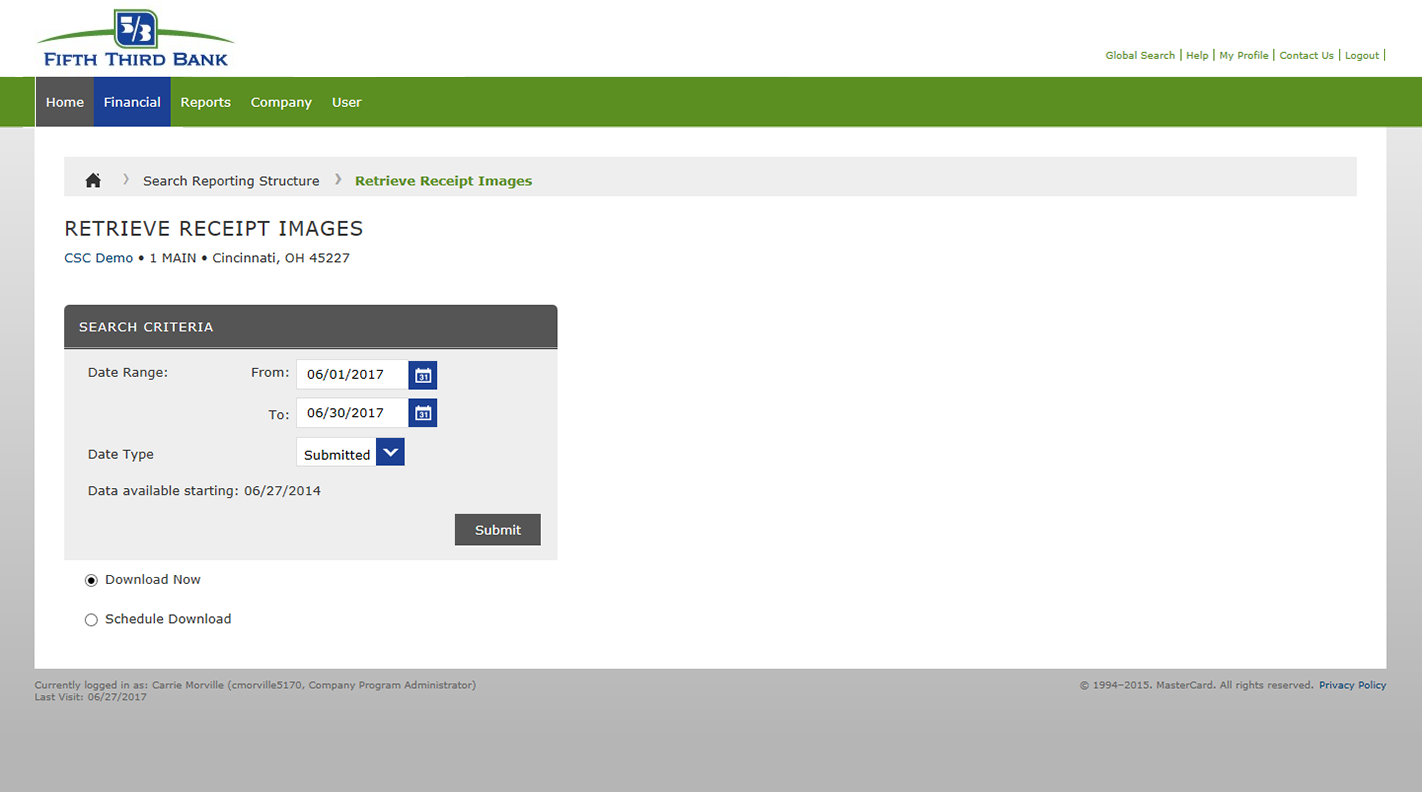 5/3
FIFTH THIRD BANK
Global Search | Help | My Profile | Contact Us | Logout |
Home Financial Reports Company User
Search Reporting Structure Retrieve Receipt Images
RETRIEVE RECEIPT IMAGES
CSC Demo • 1 MAIN • Cincinnati, OH 45227
SEARCH CRITERIA
Date Range: From: 06/01/2017 31
To: 06/30/2017 31
Date Type Submitted
Data available starting: 06/27/2014
Submit
Download Now
Schedule Download
Currently logged in as: Carrie Morville (cmorville5170, Company Program Administrator) © 1994–2015. MasterCard. All rights reserved. Privacy Policy
Last Visit: 06/27/2017